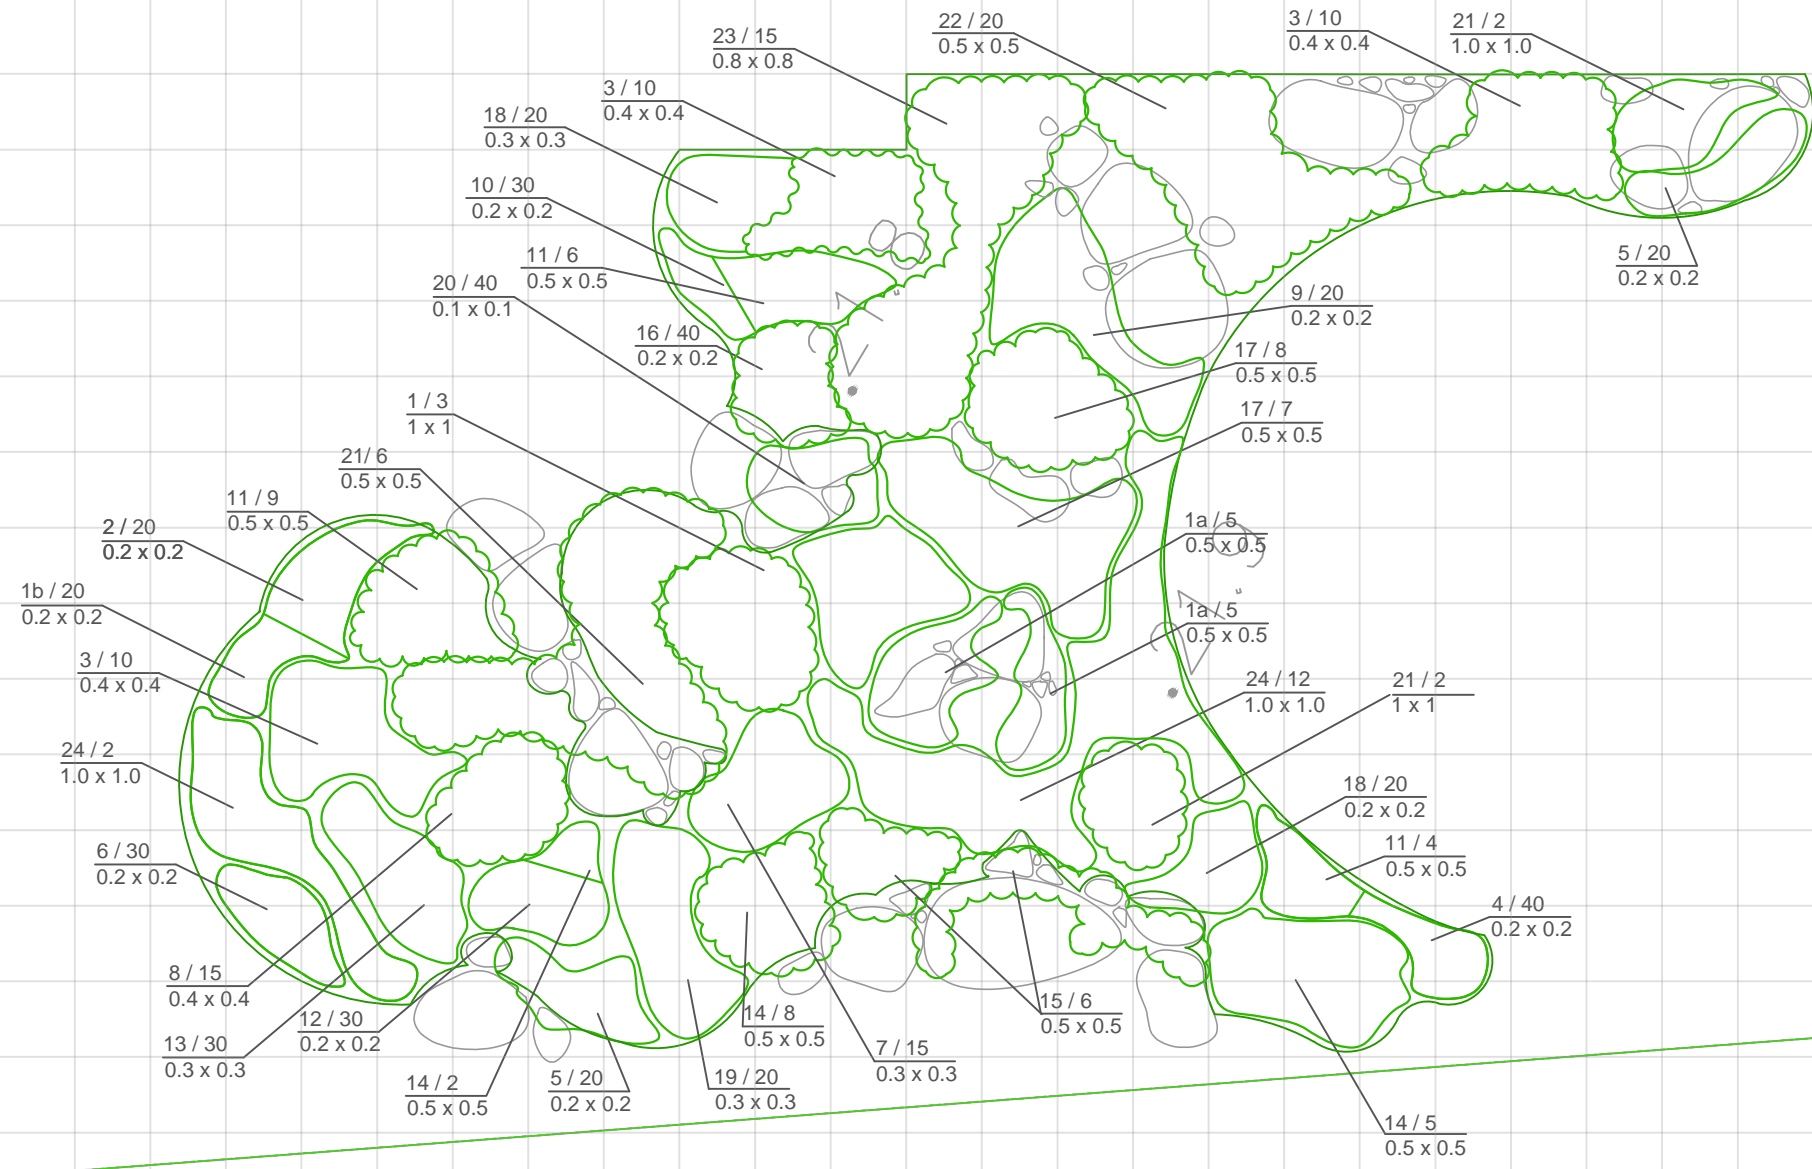 22 / 20
0.5 x 0.5
3 / 10
0.4 x 0.4
21 / 2
1.0 x 1.0
23 / 15
0.8 x 0.8
3 / 10
0.4 x 0.4
18 / 20
0.3 x 0.3
10 / 30
0.2 x 0.2
11 / 6
0.5 x 0.5
5 / 20
0.2 x 0.2
20 / 40
0.1 x 0.1
9 / 20
0.2 x 0.2
16 / 40
0.2 x 0.2
17 / 8
0.5 x 0.5
1 / 3
1 x 1
17 / 7
0.5 x 0.5
21/ 6
0.5 x 0.5
11 / 9
0.5 x 0.5
1a / 5
0.5 x 0.5
2 / 20
0.2 x 0.2
1b / 20
0.2 x 0.2
1a / 5
0.5 x 0.5
3 / 10
0.4 x 0.4
24 / 12
1.0 x 1.0
21 / 2
1 x 1
24 / 2
1.0 x 1.0
18 / 20
0.2 x 0.2
6 / 30
0.2 x 0.2
11 / 4
0.5 x 0.5
4 / 40
0.2 x 0.2
8 / 15
0.4 x 0.4
12 / 30
0.2 x 0.2
14 / 8
0.5 x 0.5
15 / 6
0.5 x 0.5
13 / 30
0.3 x 0.3
7 / 15
0.3 x 0.3
14 / 2
0.5 x 0.5
5 / 20
0.2 x 0.2
19 / 20
0.3 x 0.3
14 / 5
0.5 x 0.5